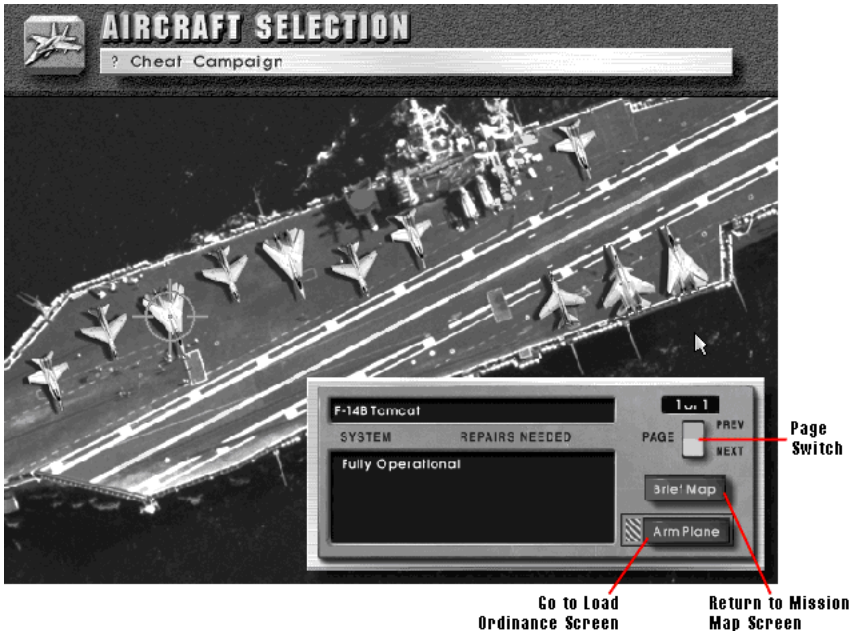 AIRCRAFT SELECTION
? Cheat Campaign
F-14B Tomcat
1 of 1
SYSTEM REPAIRS NEEDED
PAGE
PREV
NEXT
Fully Operational
Brief Map
Arm Plane
Page
Switch
Go to Load
Ordinance Screen
Return to Mission
Map Screen